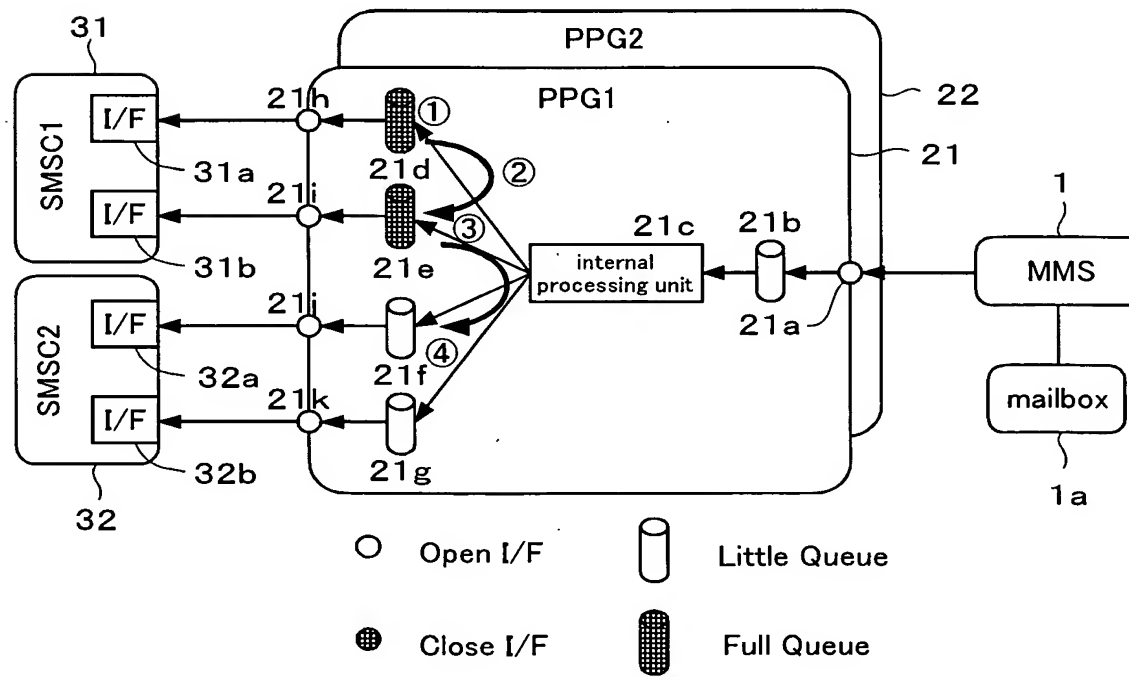 31
PPG2
PPG1
22
21
SMSC1
I/F
31a
I/F
31b
21h
①
21d
②
21i
③
21e
21c
internal
processing unit
21b
21a
1
MMS
mailbox
1a
SMSC2
I/F
32a
I/F
32b
32
21j
④
21f
21k
21g
Open I/F
Little Queue
Close I/F
Full Queue